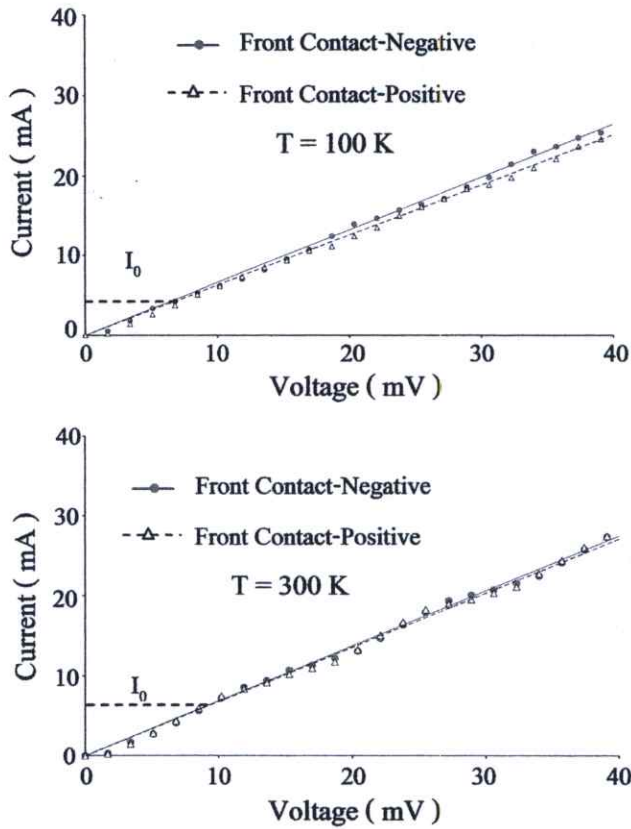 40
30
20
10
0
Current ( mA )
Front Contact-Negative
Front Contact-Positive
T = 100 K
I0
0
10
20
30
40
Voltage ( mV )
40
30
20
10
0
Current ( mA )
Front Contact-Negative
Front Contact-Positive
T = 300 K
I0
0
10
20
30
40
Voltage ( mV )